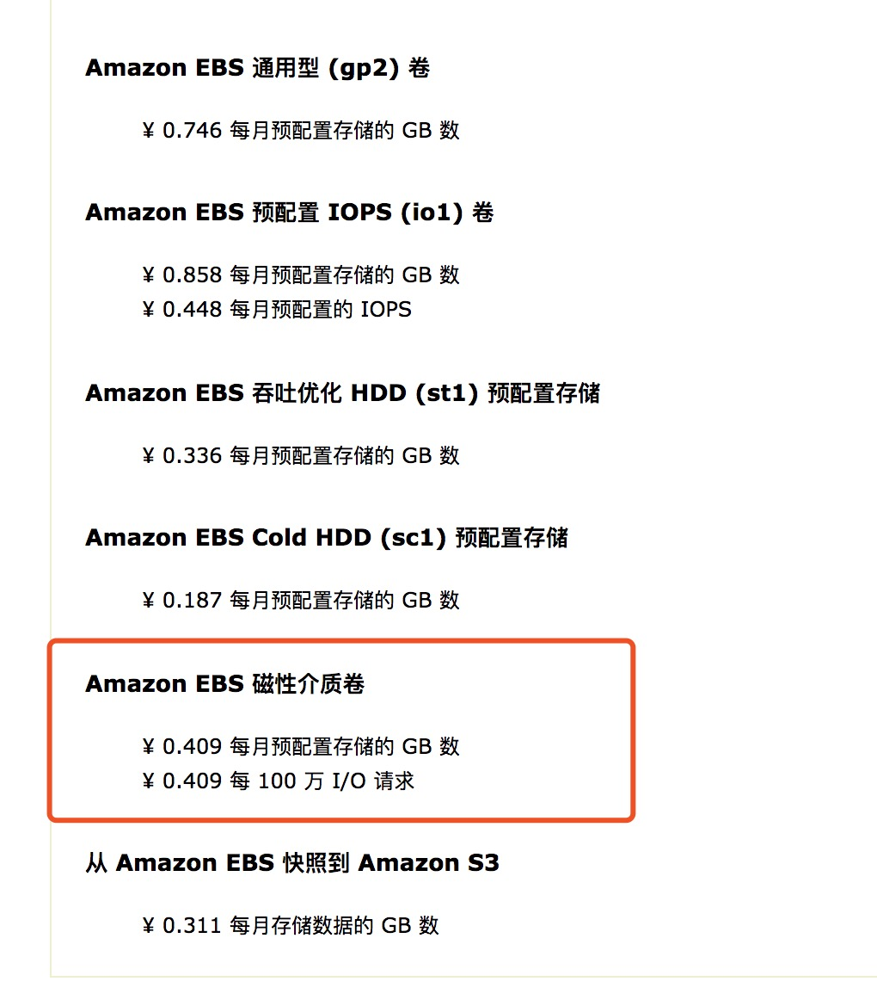 Amazon EBS 通用型 (gp2) 卷
¥ 0.746 每月预配置存储的 GB 数
Amazon EBS 预配置 IOPS (io1) 卷
¥ 0.858 每月预配置存储的 GB 数
¥ 0.448 每月预配置的 IOPS
Amazon EBS 吞吐优化 HDD (st1) 预配置存储
¥ 0.336 每月预配置存储的 GB 数
Amazon EBS Cold HDD (sc1) 预配置存储
¥ 0.187 每月预配置存储的 GB 数
Amazon EBS 磁性介质卷
¥ 0.409 每月预配置存储的 GB 数
¥ 0.409 每 100 万 I/O 请求
从 Amazon EBS 快照到 Amazon S3
¥ 0.311 每月存储数据的 GB 数